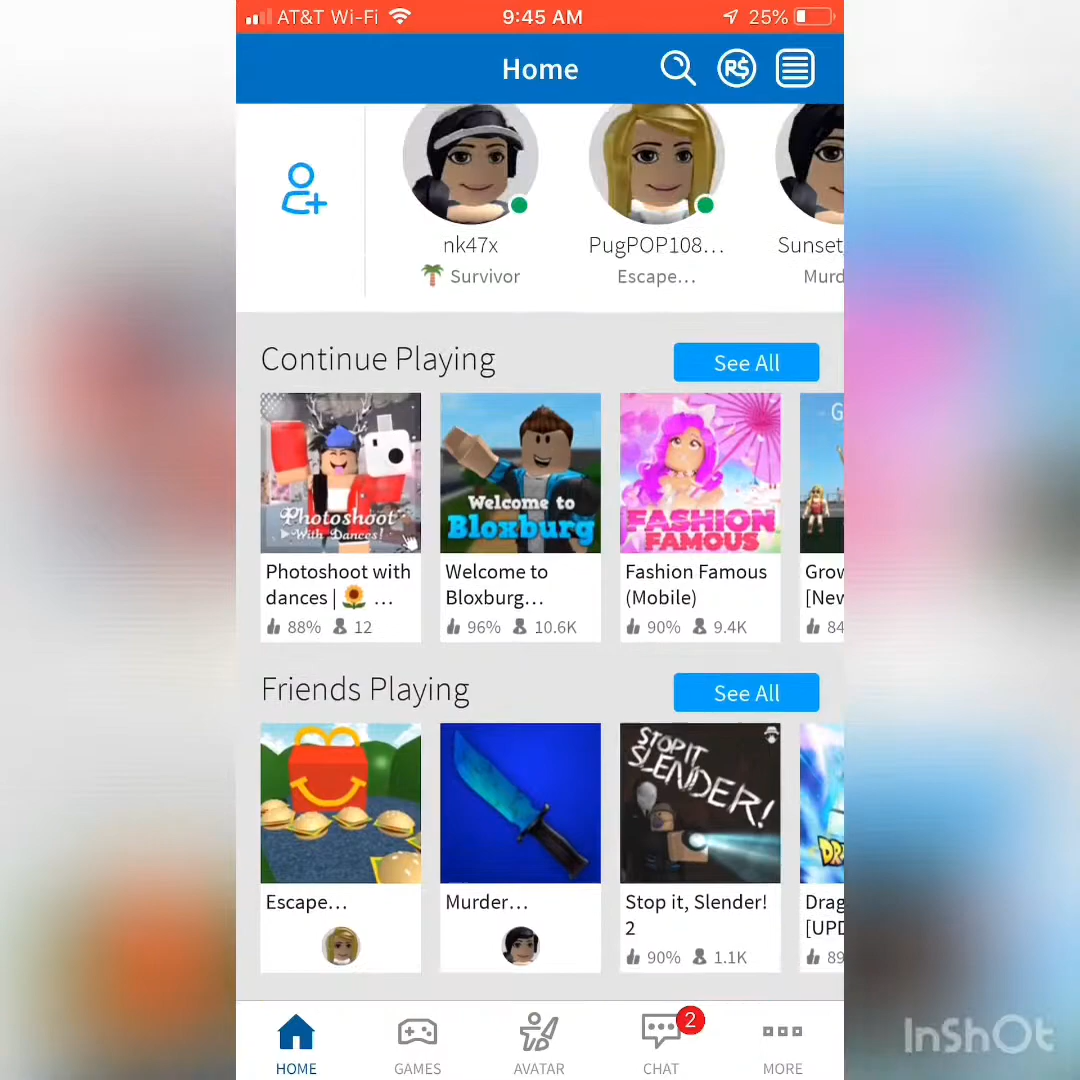 AT&T Wi-Fi 9:45 AM 25%
Home R$
nk47x PugPOP108... Sunset
🌴 Survivor Escape... Murd
Continue Playing See All
Photoshoot
With Dances!
Welcome to
Bloxburg
FASHION
FAMOUS
G
Photoshoot with
dances | 🌻 ...
88% 12
Welcome to
Bloxburg...
96% 10.6K
Fashion Famous
(Mobile)
90% 9.4K
Grow
[New
84
Friends Playing See All
STOP IT
SLENDER!
DR
Escape...
Murder...
Stop it, Slender!
2
90% 1.1K
Drag
[UPD
89
2
HOME GAMES AVATAR CHAT MORE
InShOt